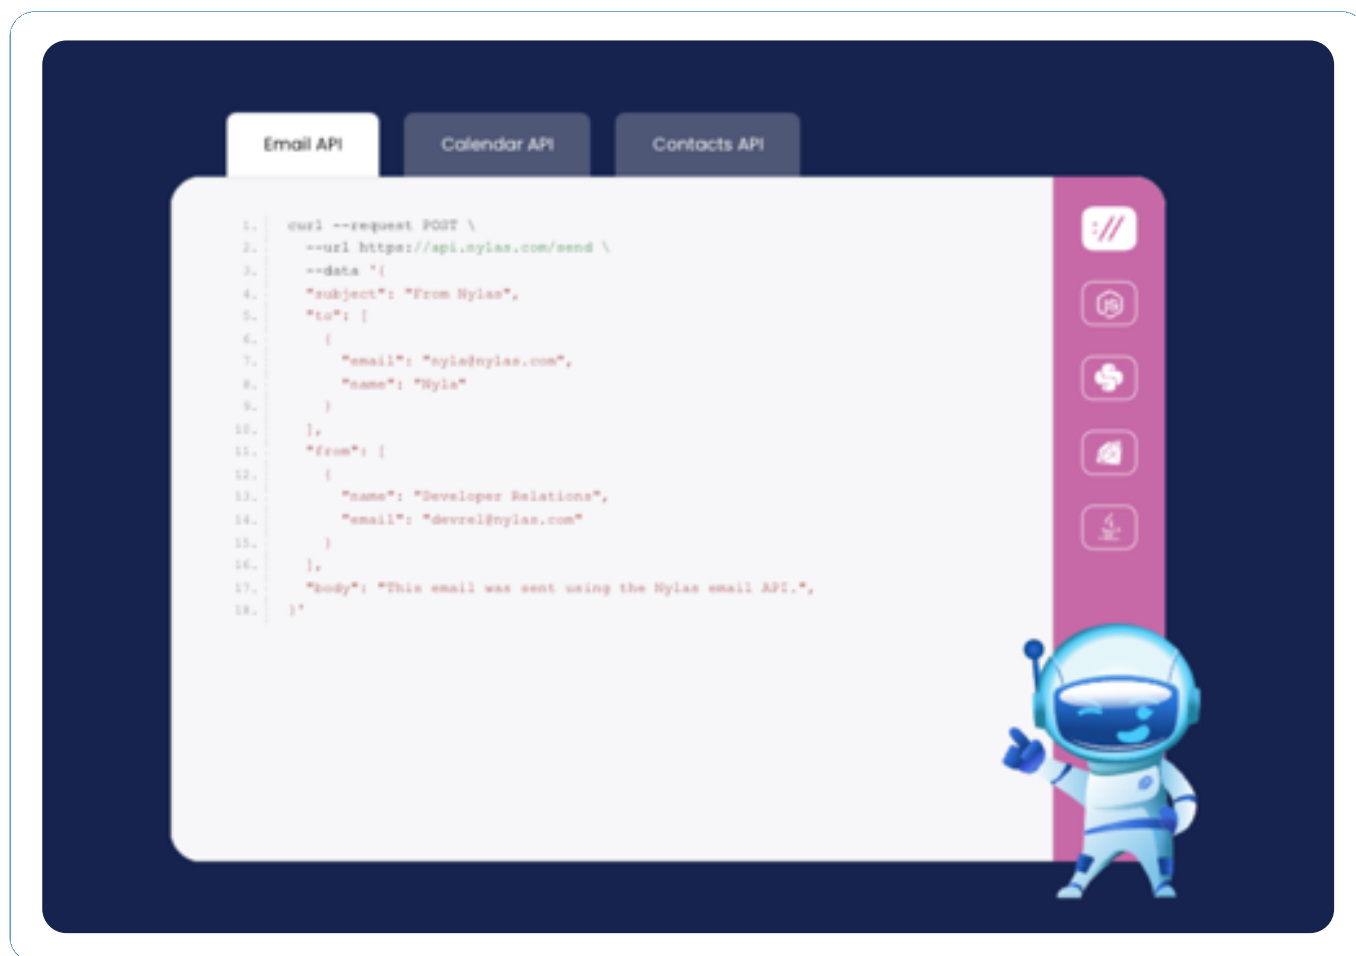 Email API
Calendar API
Contacts API
1. curl --request POST \
2. --url https://api.nylas.com/send \
3. --data '{
4. "subject": "From Nylas",
5. "to": [
6. {
7. "email": "nyla@nylas.com",
8. "name": "Nyla"
9. }
10. ],
11. "from": [
12. {
13. "name": "Developer Relations",
14. "email": "devrel@nylas.com"
15. }
16. ],
17. "body": "This email was sent using the Nylas email API.",
18. }'
://
JS